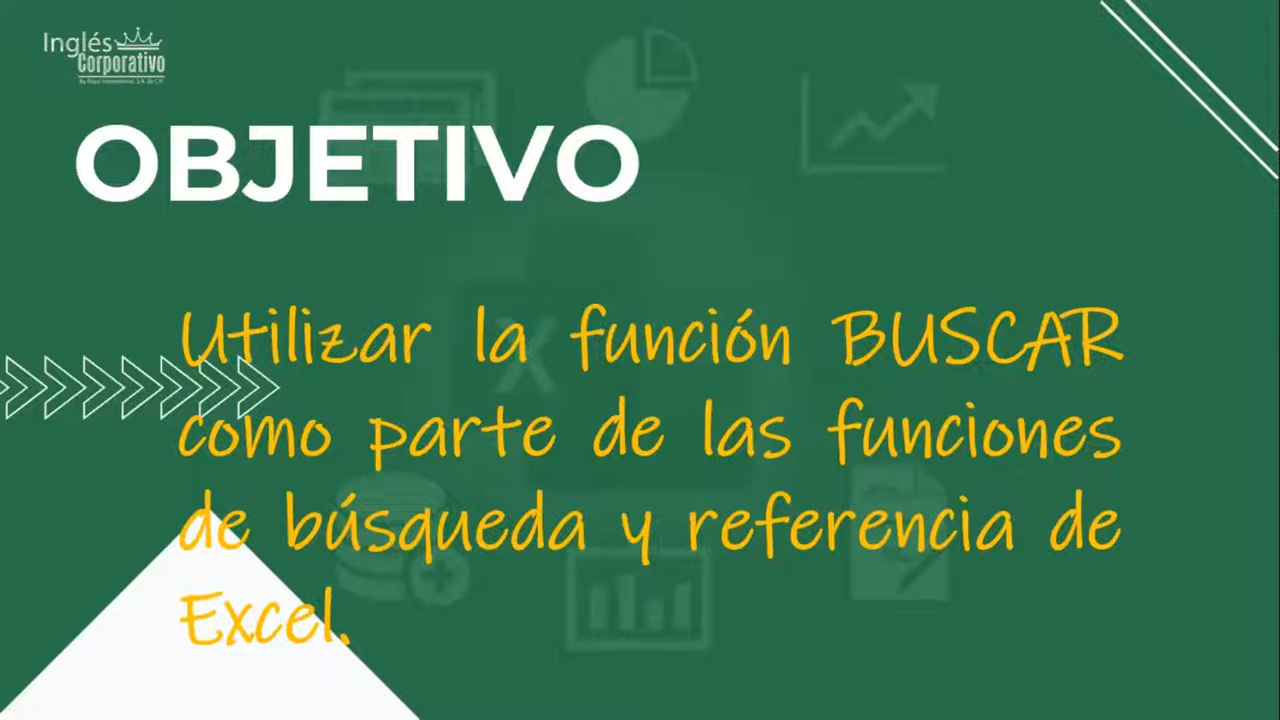 Inglés
Corporativo
OBJETIVO
Utilizar la función BUSCAR
como parte de las funciones
de búsqueda y referencia de
Excel.